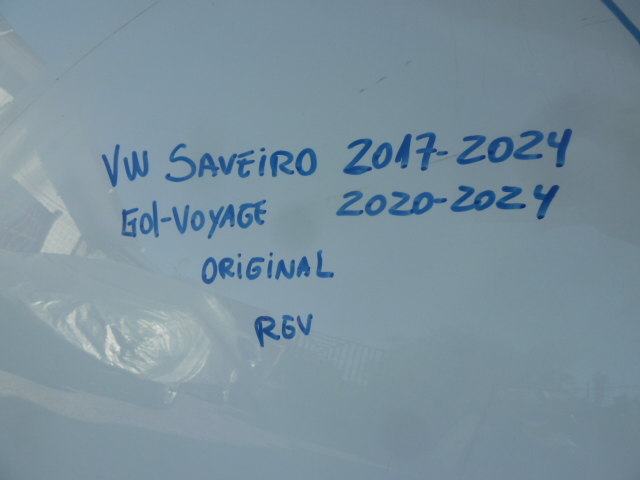 VW SAVEIRO 2017-2024
Gol-VOYAGE 2020-2024
ORIGINAL
REV